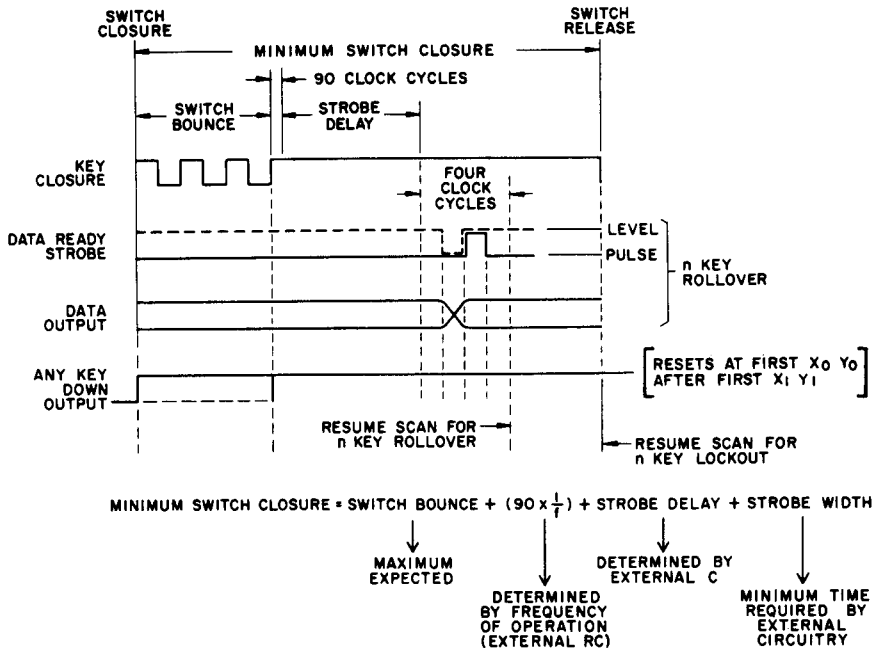 SWITCH
CLOSURE
SWITCH
RELEASE
MINIMUM SWITCH CLOSURE
90 CLOCK CYCLES
SWITCH
BOUNCE
STROBE
DELAY
KEY
CLOSURE
FOUR
CLOCK
CYCLES
DATA READY
STROBE
LEVEL
PULSE
n KEY
ROLLOVER
DATA
OUTPUT
ANY KEY
DOWN
OUTPUT
RESETS AT FIRST X0 Y0
AFTER FIRST X1 Y1
RESUME SCAN FOR
n KEY ROLLOVER
RESUME SCAN FOR
n KEY LOCKOUT
MINIMUM SWITCH CLOSURE = SWITCH BOUNCE + (90 x 1/f) + STROBE DELAY + STROBE WIDTH
MAXIMUM
EXPECTED
DETERMINED
BY FREQUENCY
OF OPERATION
(EXTERNAL RC)
DETERMINED BY
EXTERNAL C
MINIMUM TIME
REQUIRED BY
EXTERNAL
CIRCUITRY